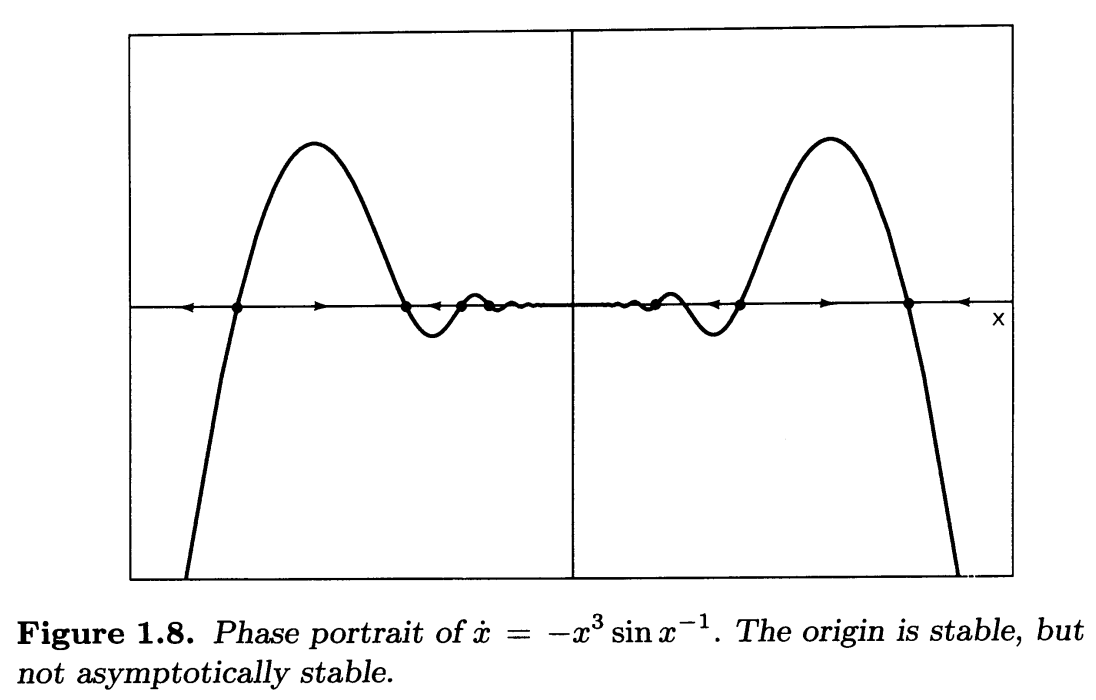 x
Figure 1.8. Phase portrait of ẋ = −x³ sin x⁻¹. The origin is stable, but
not asymptotically stable.